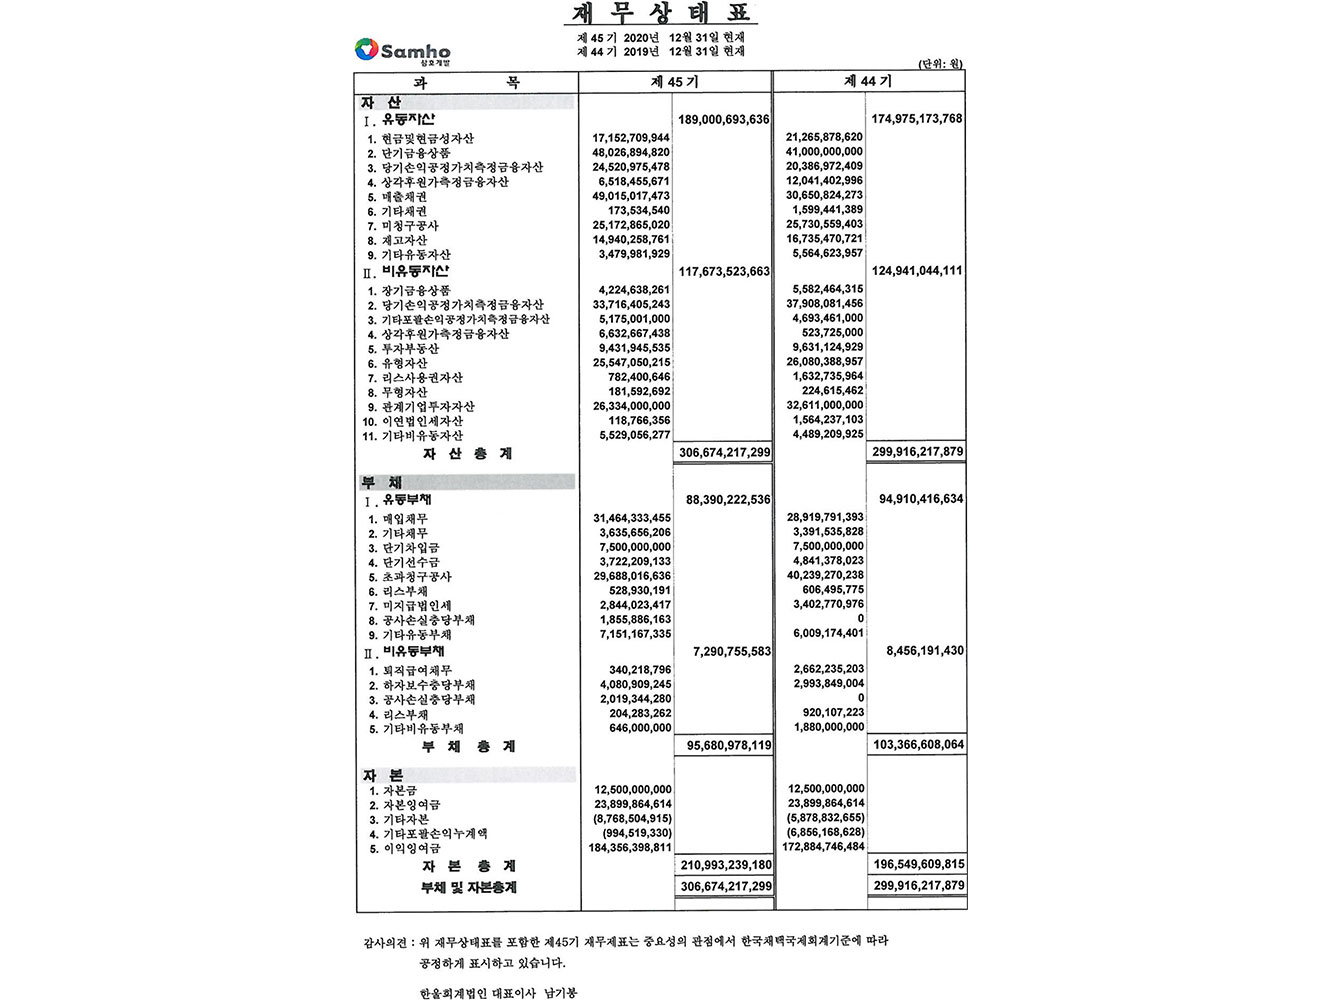 재 무 상 태 표
제 45 기 2020년 12월 31일 현재
제 44 기 2019년 12월 31일 현재
Samho
삼호개발
(단위: 원)
과 목 제 45 기 제 44 기
자 산
Ⅰ. 유동자산 189,000,693,636 174,975,173,768
1. 현금및현금성자산 17,152,709,944 21,265,878,620
2. 단기금융상품 48,026,894,820 41,000,000,000
3. 당기손익공정가치측정금융자산 24,520,975,478 20,386,972,409
4. 상각후원가측정금융자산 6,518,455,671 12,041,402,996
5. 매출채권 49,015,017,473 30,650,824,273
6. 기타채권 173,534,540 1,599,441,389
7. 미청구공사 25,172,865,020 25,730,559,403
8. 재고자산 14,940,258,761 16,735,470,721
9. 기타유동자산 3,479,981,929 5,564,623,957
Ⅱ. 비유동자산 117,673,523,663 124,941,044,111
1. 장기금융상품 4,224,638,261 5,582,464,315
2. 당기손익공정가치측정금융자산 33,716,405,243 37,908,081,456
3. 기타포괄손익공정가치측정금융자산 5,175,001,000 4,693,461,000
4. 상각후원가측정금융자산 6,632,667,438 523,725,000
5. 투자부동산 9,431,945,535 9,631,124,929
6. 유형자산 25,547,050,215 26,080,388,957
7. 리스사용권자산 782,400,646 1,632,735,964
8. 무형자산 181,592,692 224,615,462
9. 관계기업투자자산 26,334,000,000 32,611,000,000
10. 이연법인세자산 118,766,356 1,564,237,103
11. 기타비유동자산 5,529,056,277 4,489,209,925
자 산 총 계 306,674,217,299 299,916,217,879
부 채
Ⅰ. 유동부채 88,390,222,536 94,910,416,634
1. 매입채무 31,464,333,455 28,919,791,393
2. 기타채무 3,635,656,206 3,391,535,828
3. 단기차입금 7,500,000,000 7,500,000,000
4. 단기선수금 3,722,209,133 4,841,378,023
5. 초과청구공사 29,688,016,636 40,239,270,238
6. 리스부채 528,930,191 606,495,775
7. 미지급법인세 2,844,023,417 3,402,770,976
8. 공사손실충당부채 1,855,886,163 0
9. 기타유동부채 7,151,167,335 6,009,174,401
Ⅱ. 비유동부채 7,290,755,583 8,456,191,430
1. 퇴직급여채무 340,218,796 2,662,235,203
2. 하자보수충당부채 4,080,909,245 2,993,849,004
3. 공사손실충당부채 2,019,344,280 0
4. 리스부채 204,283,262 920,107,223
5. 기타비유동부채 646,000,000 1,880,000,000
부 채 총 계 95,680,978,119 103,366,608,064
자 본
1. 자본금 12,500,000,000 12,500,000,000
2. 자본잉여금 23,899,864,614 23,899,864,614
3. 기타자본 (8,768,504,915) (5,878,832,655)
4. 기타포괄손익누계액 (994,519,330) (6,856,168,628)
5. 이익잉여금 184,356,398,811 172,884,746,484
자 본 총 계 210,993,239,180 196,549,609,815
부채 및 자본총계 306,674,217,299 299,916,217,879
감사의견 : 위 재무상태표를 포함한 제45기 재무제표는 중요성의 관점에서 한국채택국제회계기준에 따라
공정하게 표시하고 있습니다.
한울회계법인 대표이사 남기봉